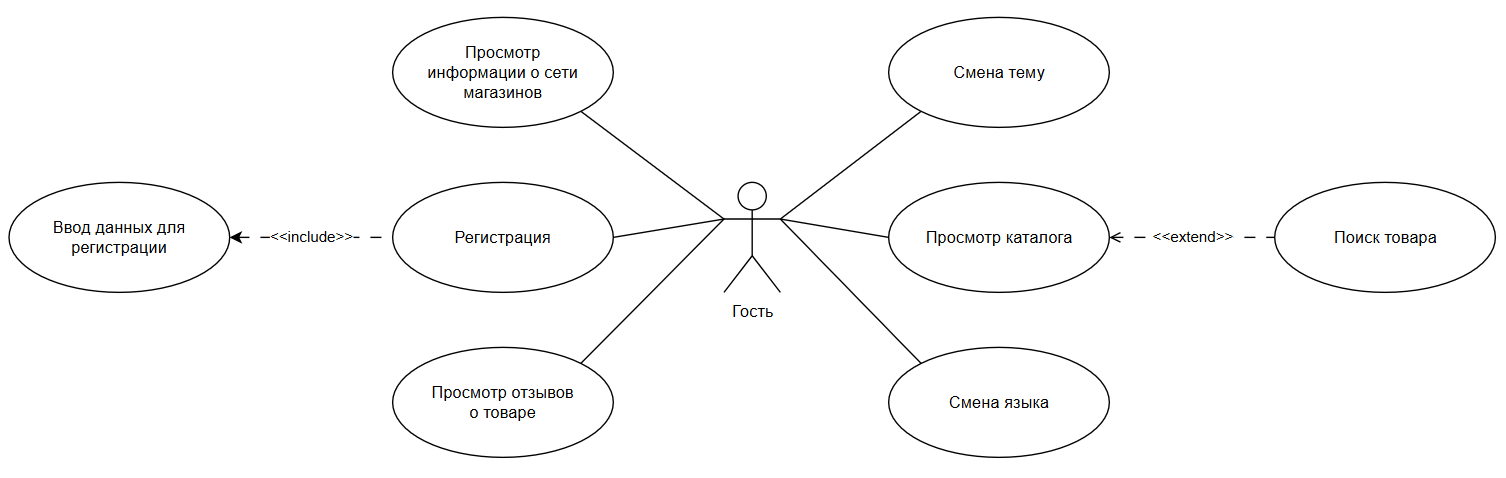 Просмотр
информации о сети
магазинов
Смена тему
Ввод данных для
регистрации
<<include>>
Регистрация
Просмотр каталога
<<extend>>
Поиск товара
Гость
Просмотр отзывов
о товаре
Смена языка